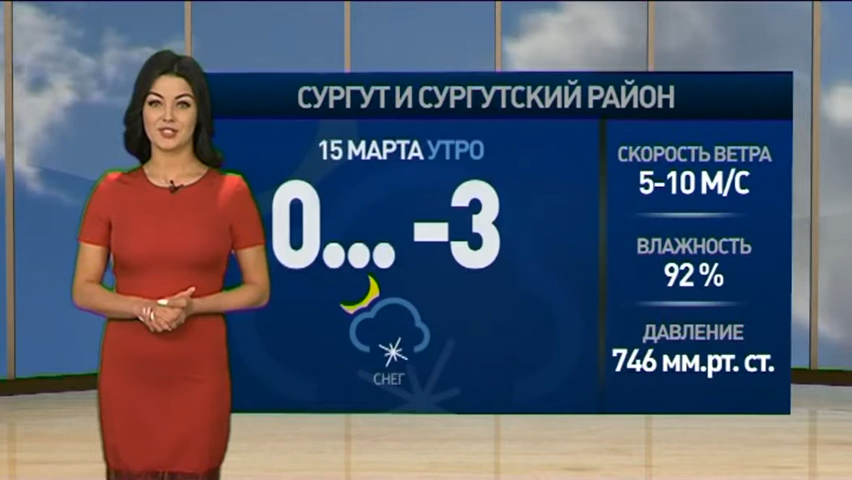 СУРГУТ И СУРГУТСКИЙ РАЙОН
15 МАРТА УТРО
0... -3
СНЕГ
СКОРОСТЬ ВЕТРА
5-10 М/С
ВЛАЖНОСТЬ
92 %
ДАВЛЕНИЕ
746 мм.рт. ст.